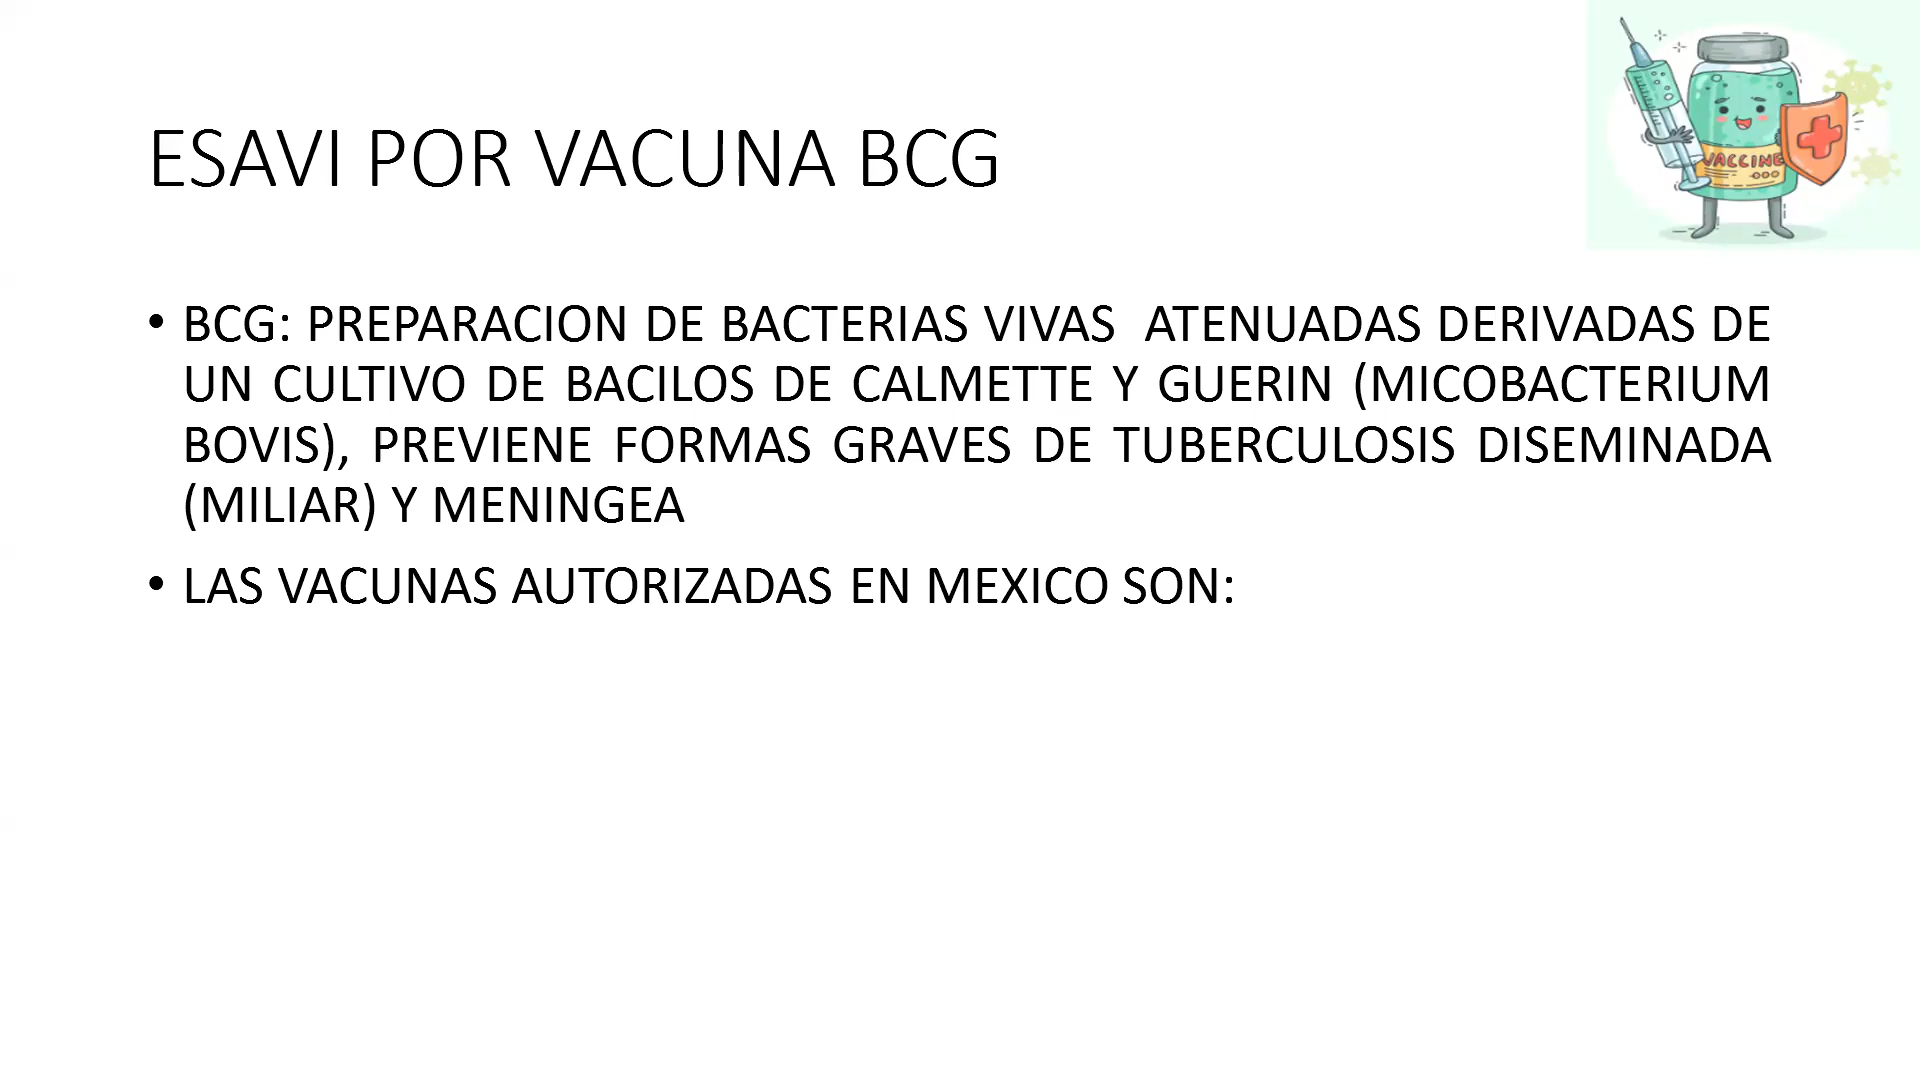 ESAVI POR VACUNA BCG
VACCINE
• BCG: PREPARACION DE BACTERIAS VIVAS ATENUADAS DERIVADAS DE
UN CULTIVO DE BACILOS DE CALMETTE Y GUERIN (MICOBACTERIUM
BOVIS), PREVIENE FORMAS GRAVES DE TUBERCULOSIS DISEMINADA
(MILIAR) Y MENINGEA
• LAS VACUNAS AUTORIZADAS EN MEXICO SON: